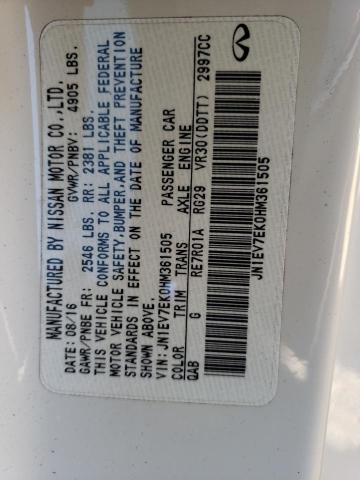 MANUFACTURED BY NISSAN MOTOR CO.,LTD.
DATE: 08/16 GVWR/PNBV: 4905 LBS.
GAWR/PNBE FR: 2546 LBS. RR: 2381 LBS.
THIS VEHICLE CONFORMS TO ALL APPLICABLE FEDERAL
MOTOR VEHICLE SAFETY,BUMPER,AND THEFT PREVENTION
STANDARDS IN EFFECT ON THE DATE OF MANUFACTURE
SHOWN ABOVE.
VIN: JN1EV7EK0HM361505 PASSENGER CAR
COLOR TRIM TRANS AXLE ENGINE
QAB G RE7R01A RG29 VR30(DDTT) 2997CC
JN1EV7EK0HM361505